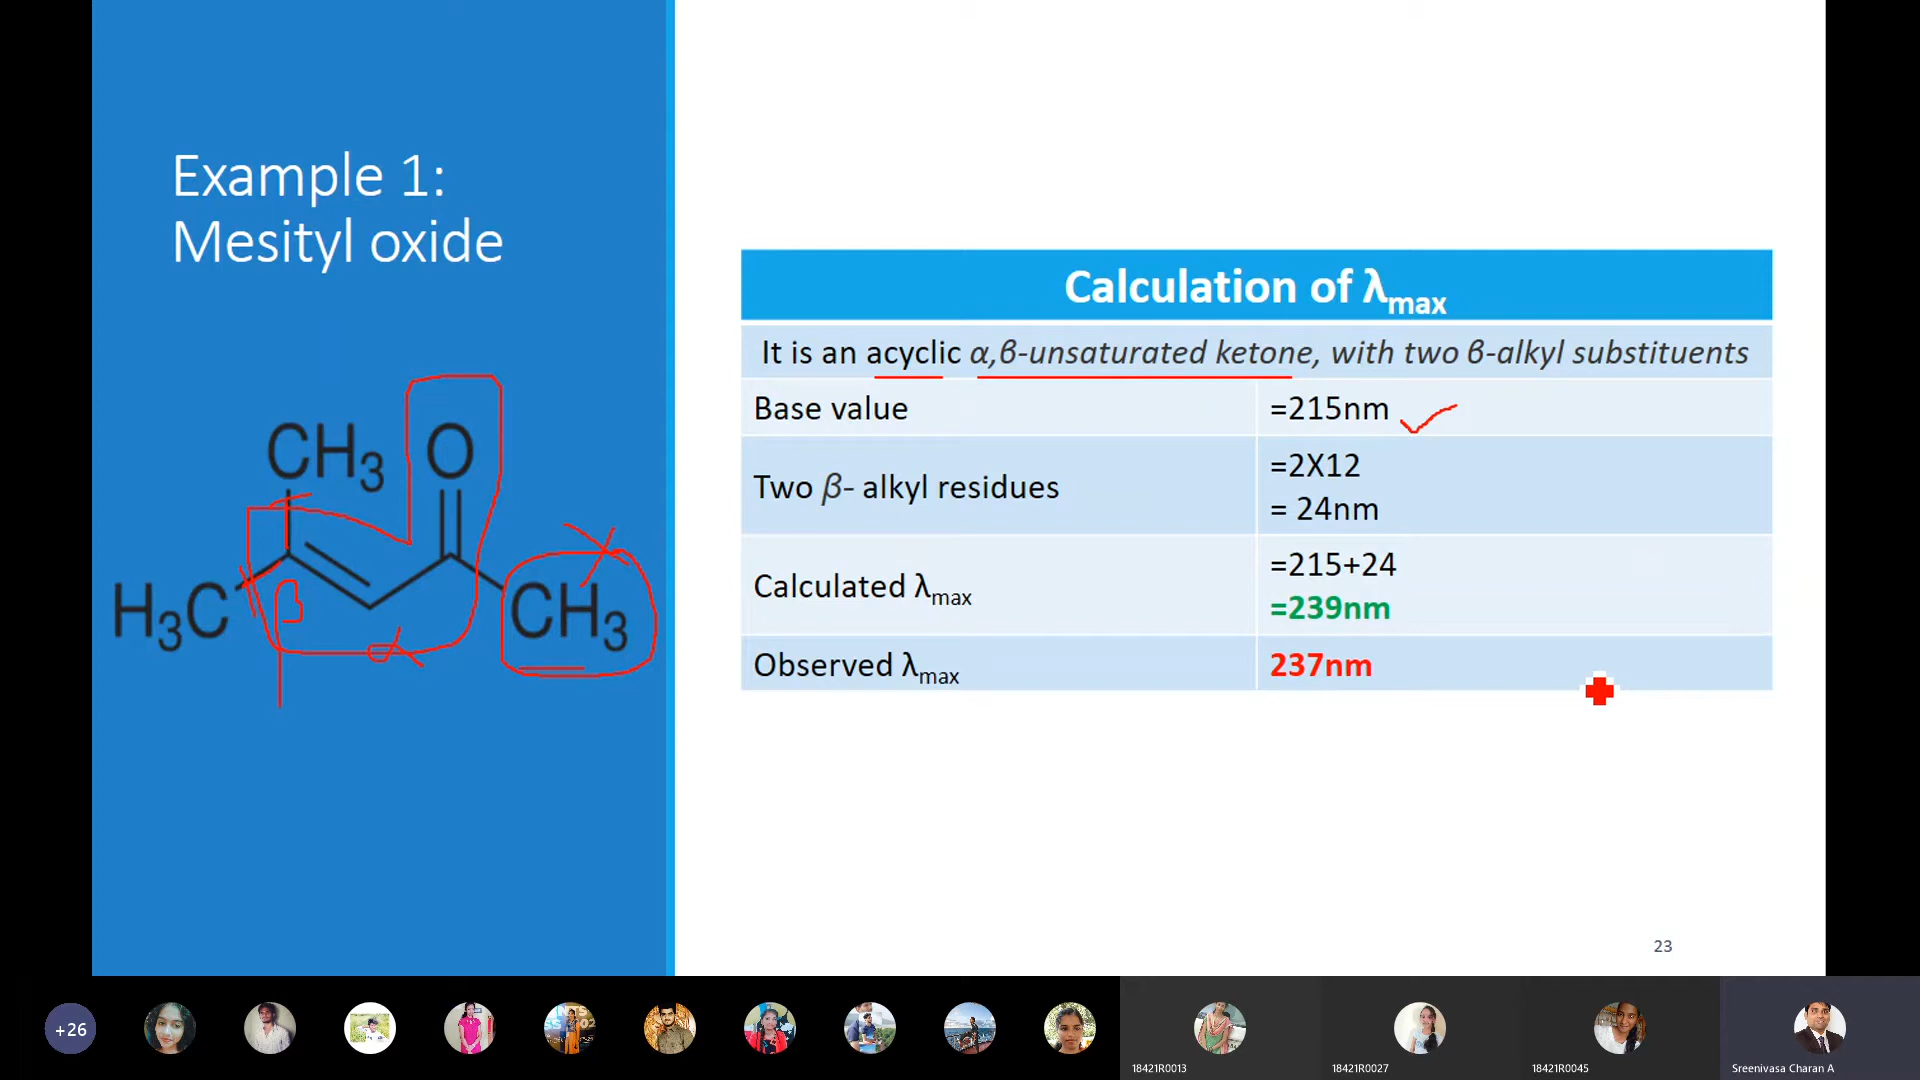 Example 1:
Mesityl oxide
CH3
O
H3C
CH3
β
α
Calculation of λmax
It is an acyclic α,β-unsaturated ketone, with two β-alkyl substituents
Base value
=215nm
Two β- alkyl residues
=2X12
= 24nm
Calculated λmax
=215+24
=239nm
Observed λmax
237nm
23
+26
18421R0013
18421R0027
18421R0045
Sreenivasa Charan A